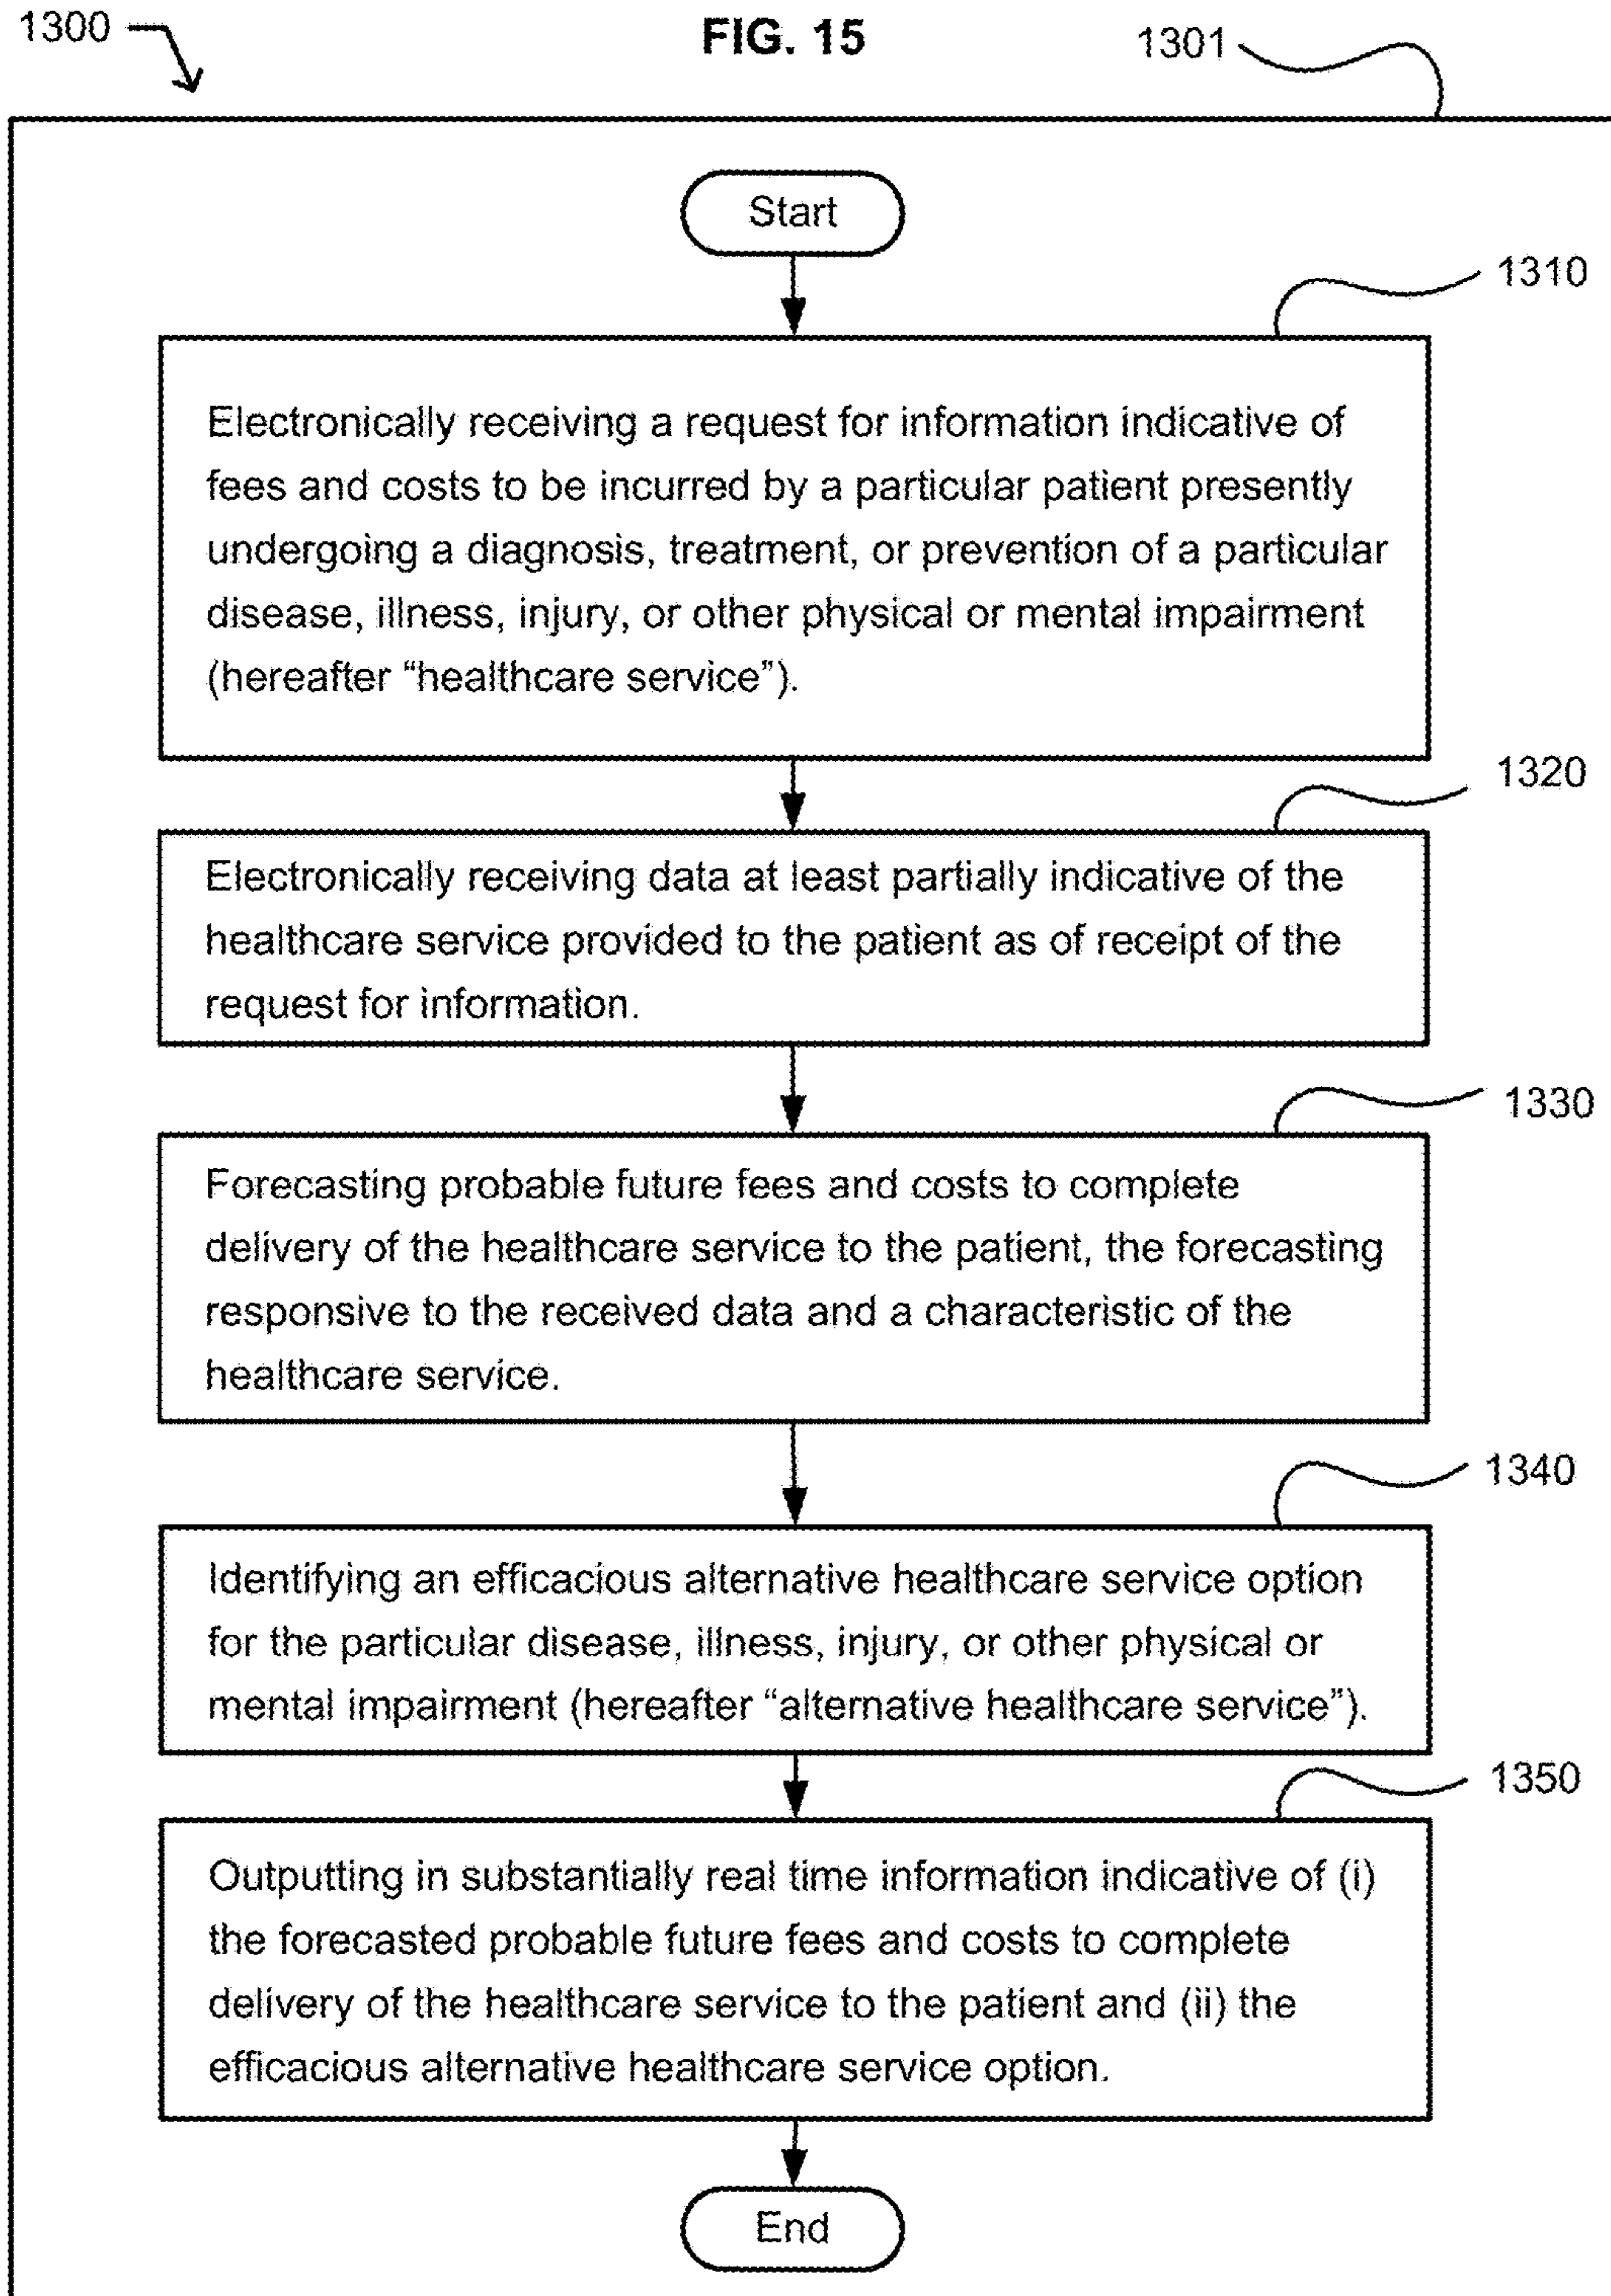 1300
FIG. 15
1301
Start
1310
Electronically receiving a request for information indicative of
fees and costs to be incurred by a particular patient presently
undergoing a diagnosis, treatment, or prevention of a particular
disease, illness, injury, or other physical or mental impairment
(hereafter “healthcare service”).
1320
Electronically receiving data at least partially indicative of the
healthcare service provided to the patient as of receipt of the
request for information.
1330
Forecasting probable future fees and costs to complete
delivery of the healthcare service to the patient, the forecasting
responsive to the received data and a characteristic of the
healthcare service.
1340
Identifying an efficacious alternative healthcare service option
for the particular disease, illness, injury, or other physical or
mental impairment (hereafter “alternative healthcare service”).
1350
Outputting in substantially real time information indicative of (i)
the forecasted probable future fees and costs to complete
delivery of the healthcare service to the patient and (ii) the
efficacious alternative healthcare service option.
End